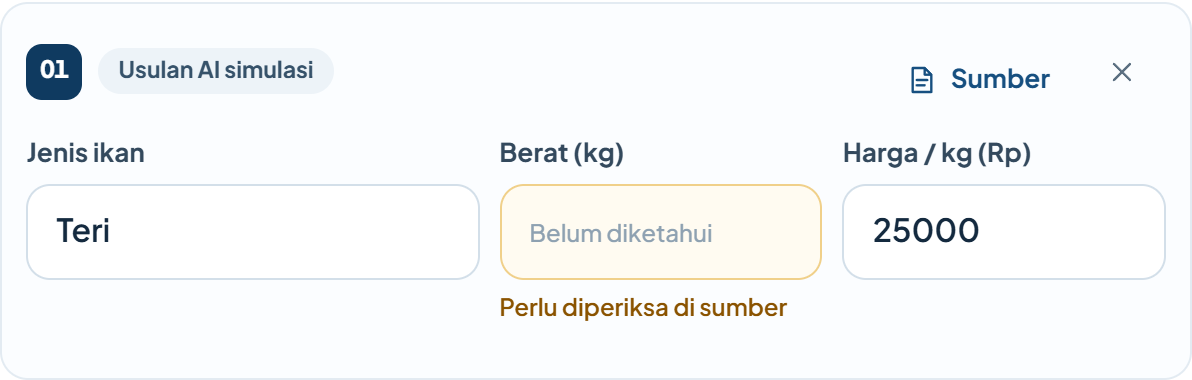 01 Usulan AI simulasi Sumber
Jenis ikan Berat (kg) Harga / kg (Rp)
Teri Belum diketahui 25000
Perlu diperiksa di sumber